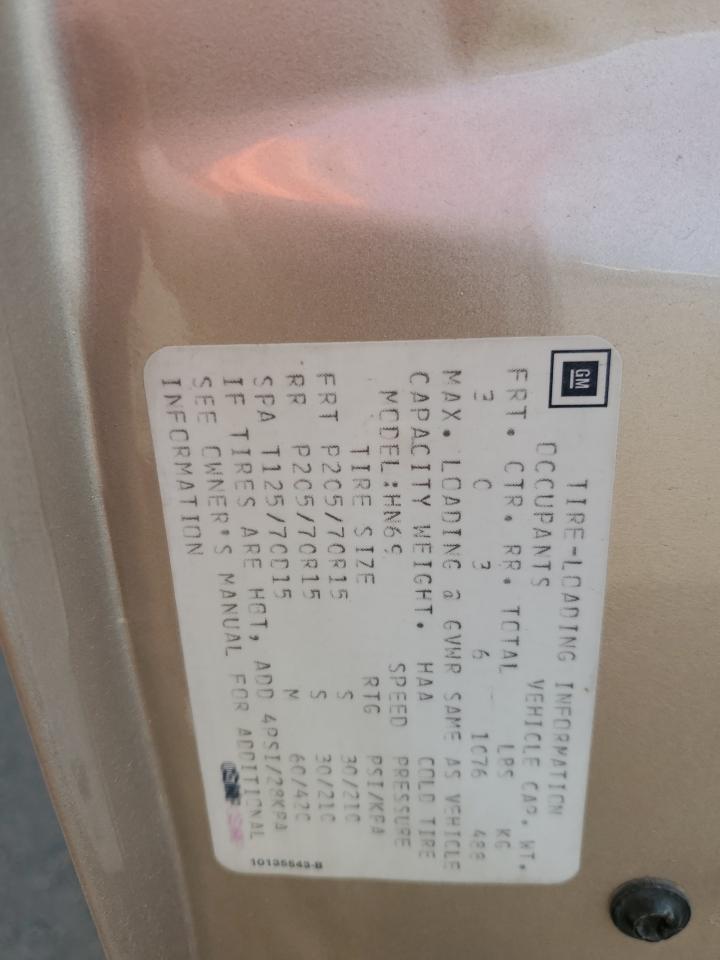 GM
TIRE-LOADING INFORMATION
OCCUPANTS VEHICLE CAP. WT.
FRT. CTR. RR. TOTAL LBS KG
3 0 3 6 1076 488
MAX. LOADING @ GVWR SAME AS VEHICLE
CAPACITY WEIGHT. HAA COLD TIRE
MODEL:HN69 SPEED PRESSURE
TIRE SIZE RTG PSI/KPA
FRT P205/70R15 S 30/210
RR P205/70R15 S 30/210
SPA T125/70D15 M 60/420
IF TIRES ARE HOT, ADD 4PSI/28KPA
SEE OWNER'S MANUAL FOR ADDITIONAL
INFORMATION
10135543-B